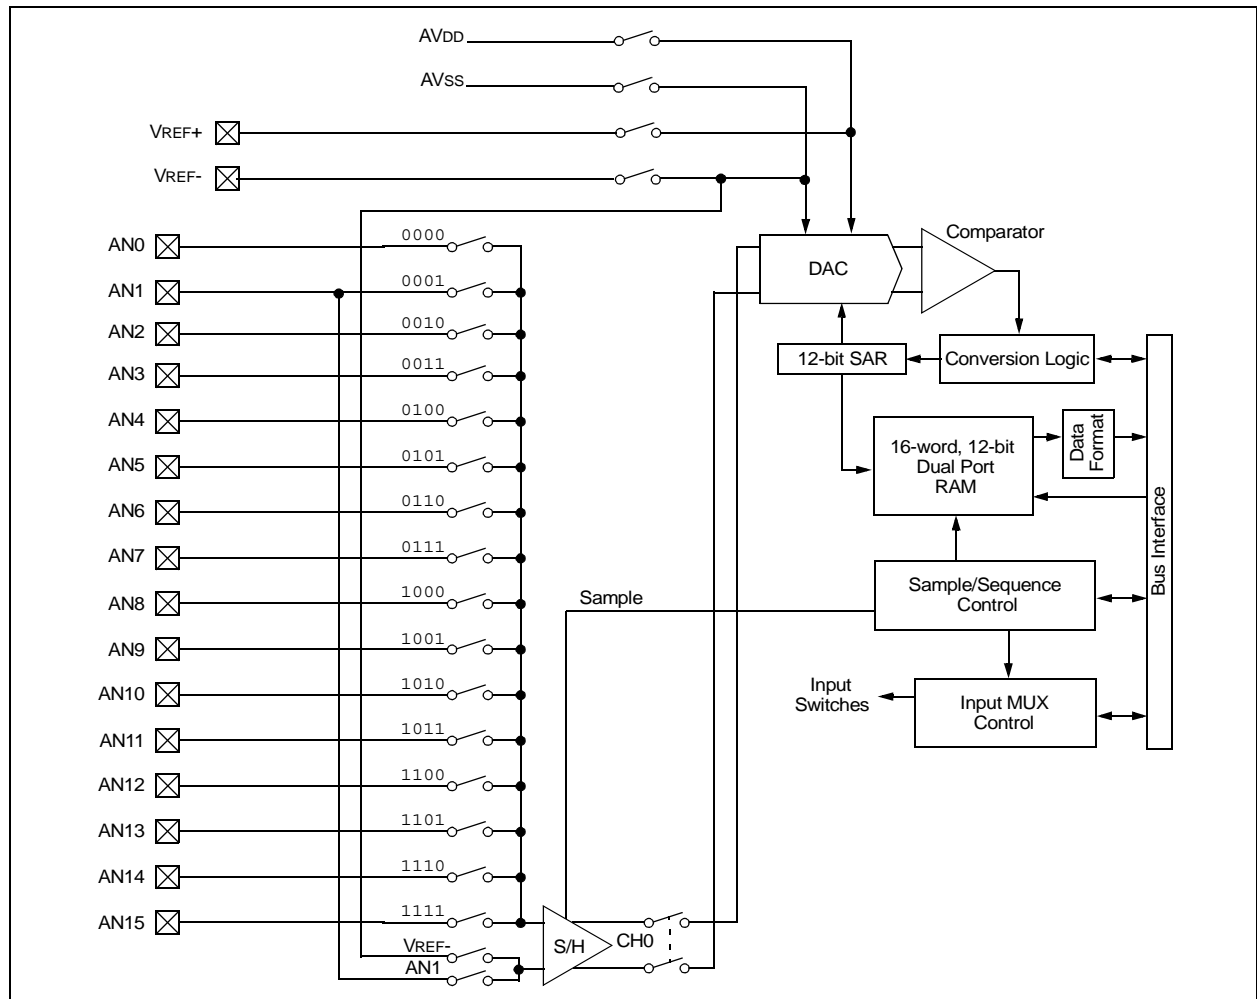 AVDD
AVSS
VREF+
VREF-
AN0
0000
AN1
0001
AN2
0010
AN3
0011
AN4
0100
AN5
0101
AN6
0110
AN7
0111
AN8
1000
AN9
1001
AN10
1010
AN11
1011
AN12
1100
AN13
1101
AN14
1110
AN15
1111
VREF-
AN1
S/H
CH0
Sample
DAC
Comparator
12-bit SAR
Conversion Logic
16-word, 12-bit
Dual Port
RAM
Data
Format
Bus Interface
Sample/Sequence
Control
Input
Switches
Input MUX
Control